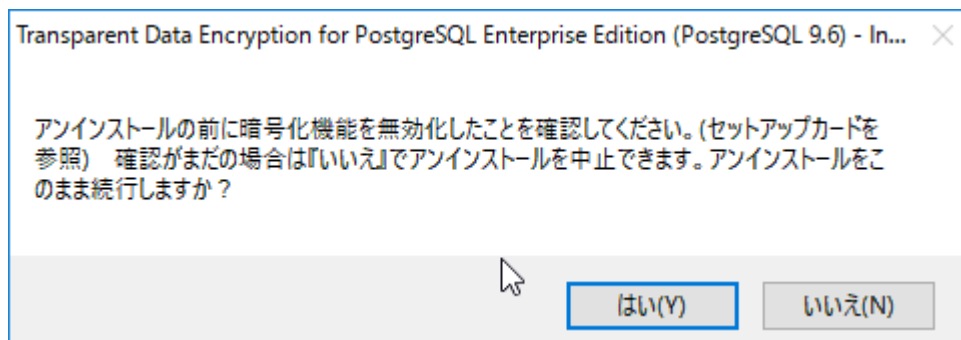 Transparent Data Encryption for PostgreSQL Enterprise Edition (PostgreSQL 9.6) - In...
アンインストールの前に暗号化機能を無効化したことを確認してください。(セットアップカードを
参照)　確認がまだの場合は『いいえ』でアンインストールを中止できます。アンインストールをこ
のまま続行しますか？
はい(Y)
いいえ(N)